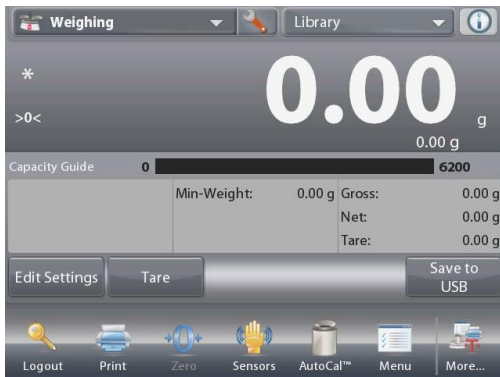 Weighing
Library
*
>0<
0.00 g
0.00 g
Capacity Guide 0 6200
Min-Weight: 0.00 g Gross: 0.00 g
Net: 0.00 g
Tare: 0.00 g
Edit Settings Tare Save to
USB
Logout Print Zero Sensors AutoCal™ Menu More...